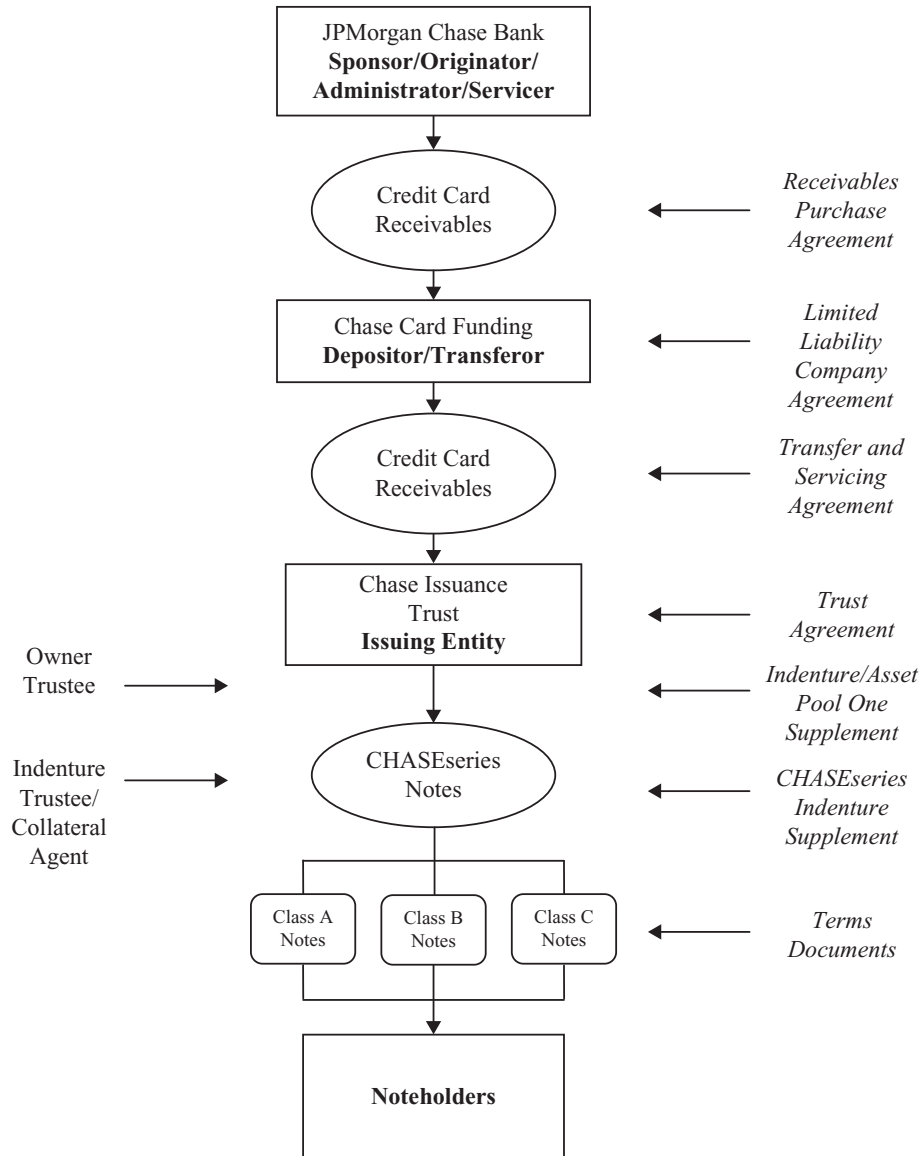 JPMorgan Chase Bank
Sponsor/Originator/
Administrator/Servicer
Credit Card
Receivables
Receivables
Purchase
Agreement
Chase Card Funding
Depositor/Transferor
Limited
Liability
Company
Agreement
Credit Card
Receivables
Transfer and
Servicing
Agreement
Chase Issuance
Trust
Issuing Entity
Trust
Agreement
Owner
Trustee
Indenture/Asset
Pool One
Supplement
CHASEseries
Notes
Indenture
Trustee/
Collateral
Agent
CHASEseries
Indenture
Supplement
Class A
Notes
Class B
Notes
Class C
Notes
Terms
Documents
Noteholders